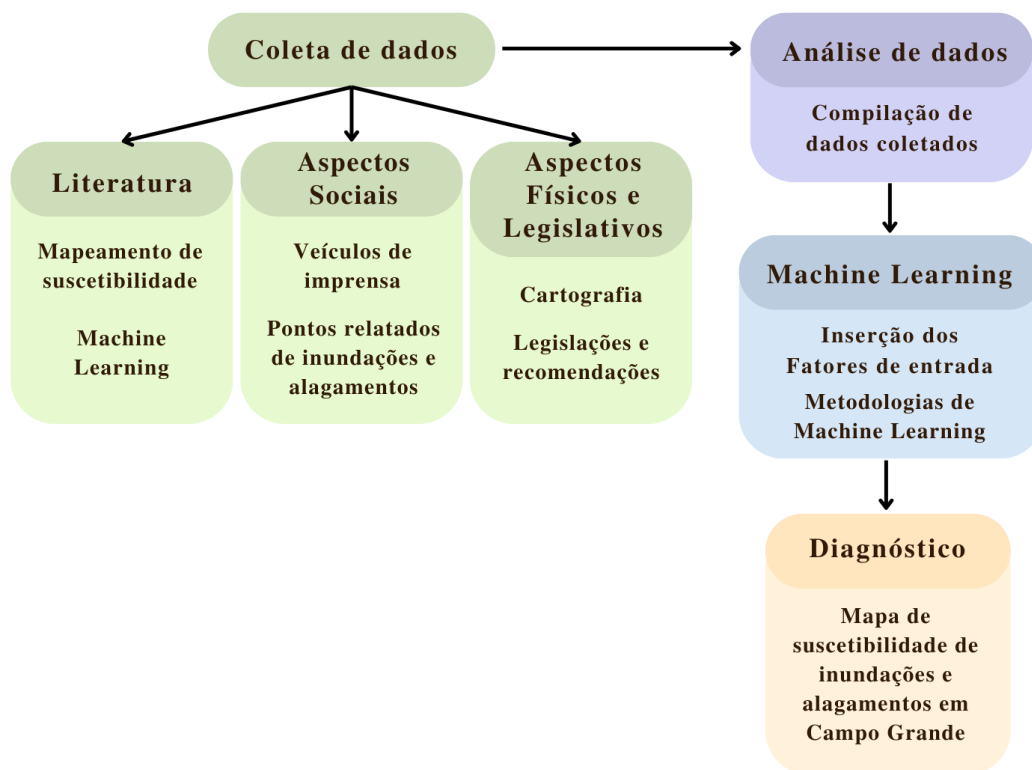 Coleta de dados
Literatura
Mapeamento de
suscetibilidade
Machine
Learning
Aspectos
Sociais
Veículos de
imprensa
Pontos relatados
de inundações e
alagamentos
Aspectos
Físicos e
Legislativos
Cartografia
Legislações e
recomendações
Análise de dados
Compilação de
dados coletados
Machine Learning
Inserção dos
Fatores de entrada
Metodologias de
Machine Learning
Diagnóstico
Mapa de
suscetibilidade de
inundações e
alagamentos em
Campo Grande